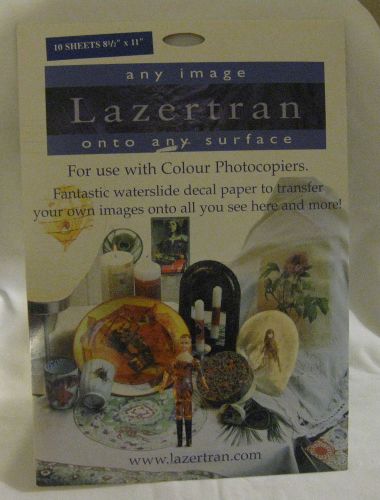 10 SHEETS 8½" x 11"
any image
Lazertran
onto any surface
For use with Colour Photocopiers.
Fantastic waterslide decal paper to transfer
your own images onto all you see here and more!
www.lazertran.com